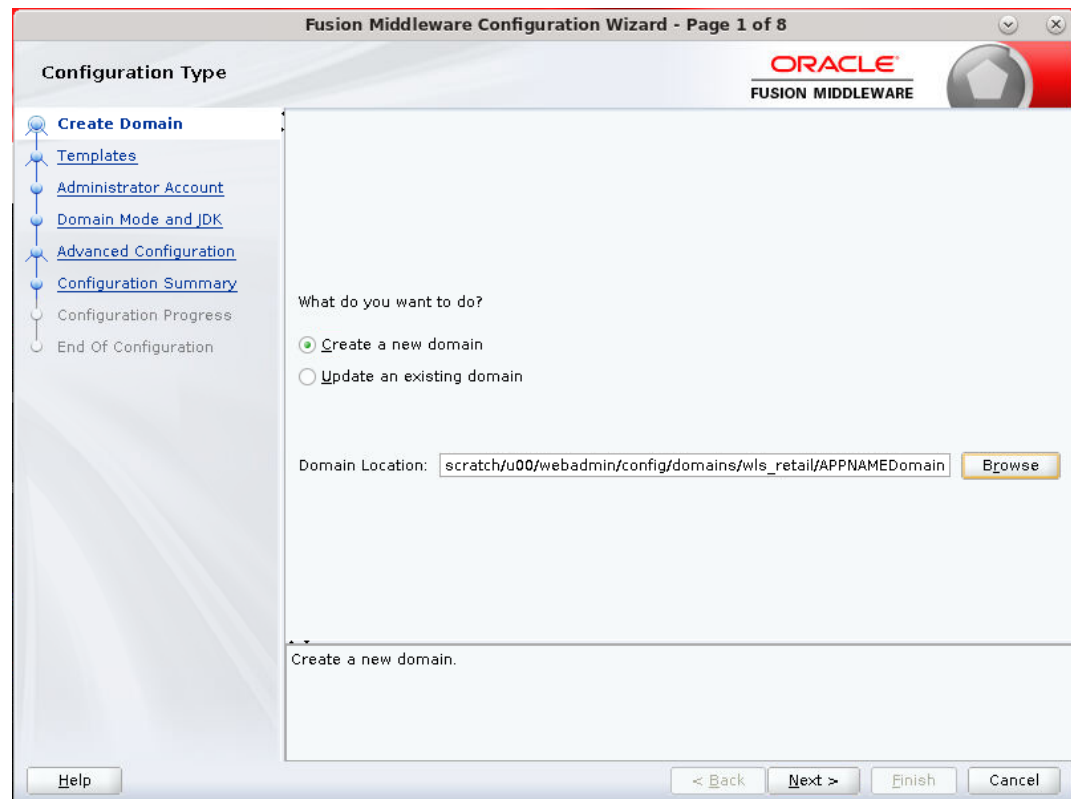 Fusion Middleware Configuration Wizard - Page 1 of 8
Configuration Type
ORACLE
FUSION MIDDLEWARE
Create Domain
Templates
Administrator Account
Domain Mode and JDK
Advanced Configuration
Configuration Summary
Configuration Progress
End Of Configuration
What do you want to do?
Create a new domain
Update an existing domain
Domain Location: scratch/u00/webadmin/config/domains/wls_retail/APPNAMEDomain Browse
Create a new domain.
Help < Back Next > Finish Cancel